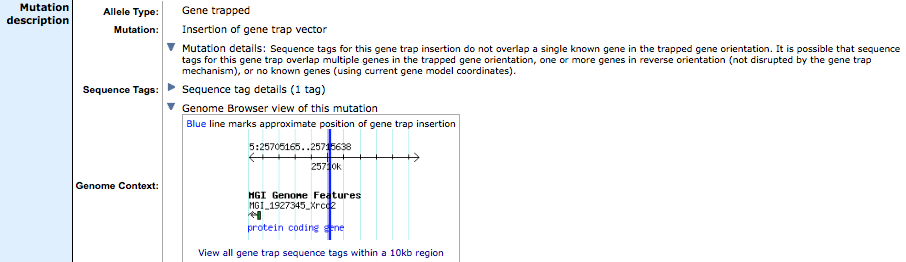 Mutation description
Allele Type: Gene trapped
Mutation: Insertion of gene trap vector
Mutation details: Sequence tags for this gene trap insertion do not overlap a single known gene in the trapped gene orientation. It is possible that sequence
tags for this gene trap overlap multiple genes in the trapped gene orientation, one or more genes in reverse orientation (not disrupted by the gene trap
mechanism), or no known genes (using current gene model coordinates).
Sequence Tags: Sequence tag details (1 tag)
Genome Browser view of this mutation
Genome Context:
Blue line marks approximate position of gene trap insertion
5:25705165..25715638
25710k
MGI Genome Features
MGI_1927345_Xrcc2
protein coding gene
View all gene trap sequence tags within a 10kb region